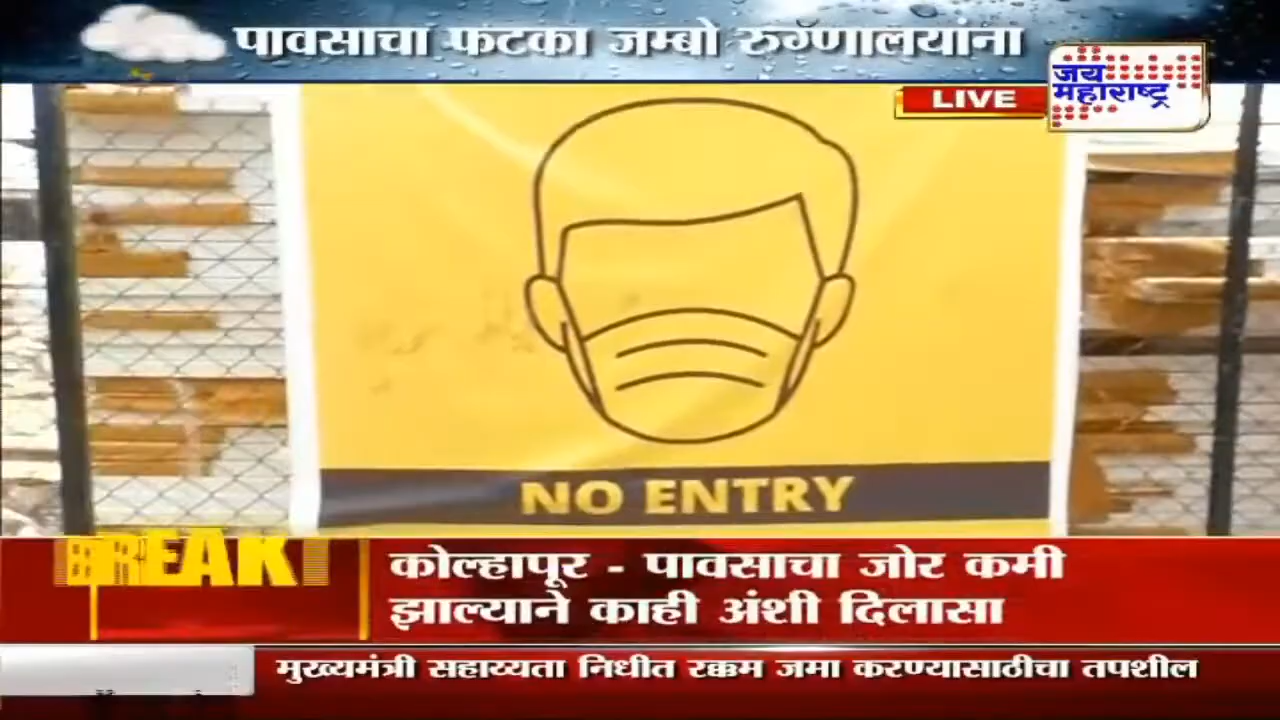 पावसाचा फटका जम्बो रुग्णालयांना
LIVE
जय
महाराष्ट्र
NO ENTRY
BREAK
कोल्हापूर - पावसाचा जोर कमी
झाल्याने काही अंशी दिलासा
मुख्यमंत्री सहाय्यता निधीत रक्कम जमा करण्यासाठीचा तपशील